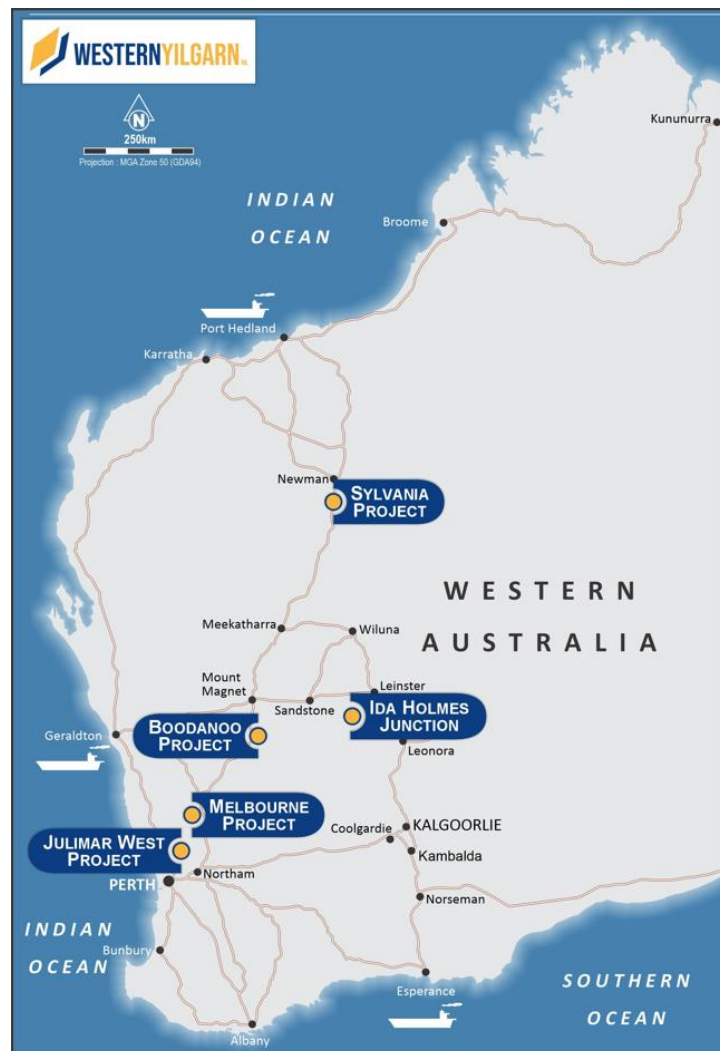 WESTERNYILGARN NL
N
250km
Projection : MGA Zone 50 (GDA94)
Kununurra
INDIAN
OCEAN
Broome
Port Hedland
Karratha
Newman
SYLVANIA
PROJECT
WESTERN
AUSTRALIA
Meekatharra
Wiluna
Mount
Magnet
Leinster
Sandstone
IDA HOLMES
JUNCTION
BOODANOO
PROJECT
Geraldton
Leonora
MELBOURNE
PROJECT
Coolgardie
KALGOORLIE
JULIMAR WEST
PROJECT
Kambalda
Northam
PERTH
Norseman
INDIAN
OCEAN
Bunbury
Esperance
SOUTHERN
OCEAN
Albany